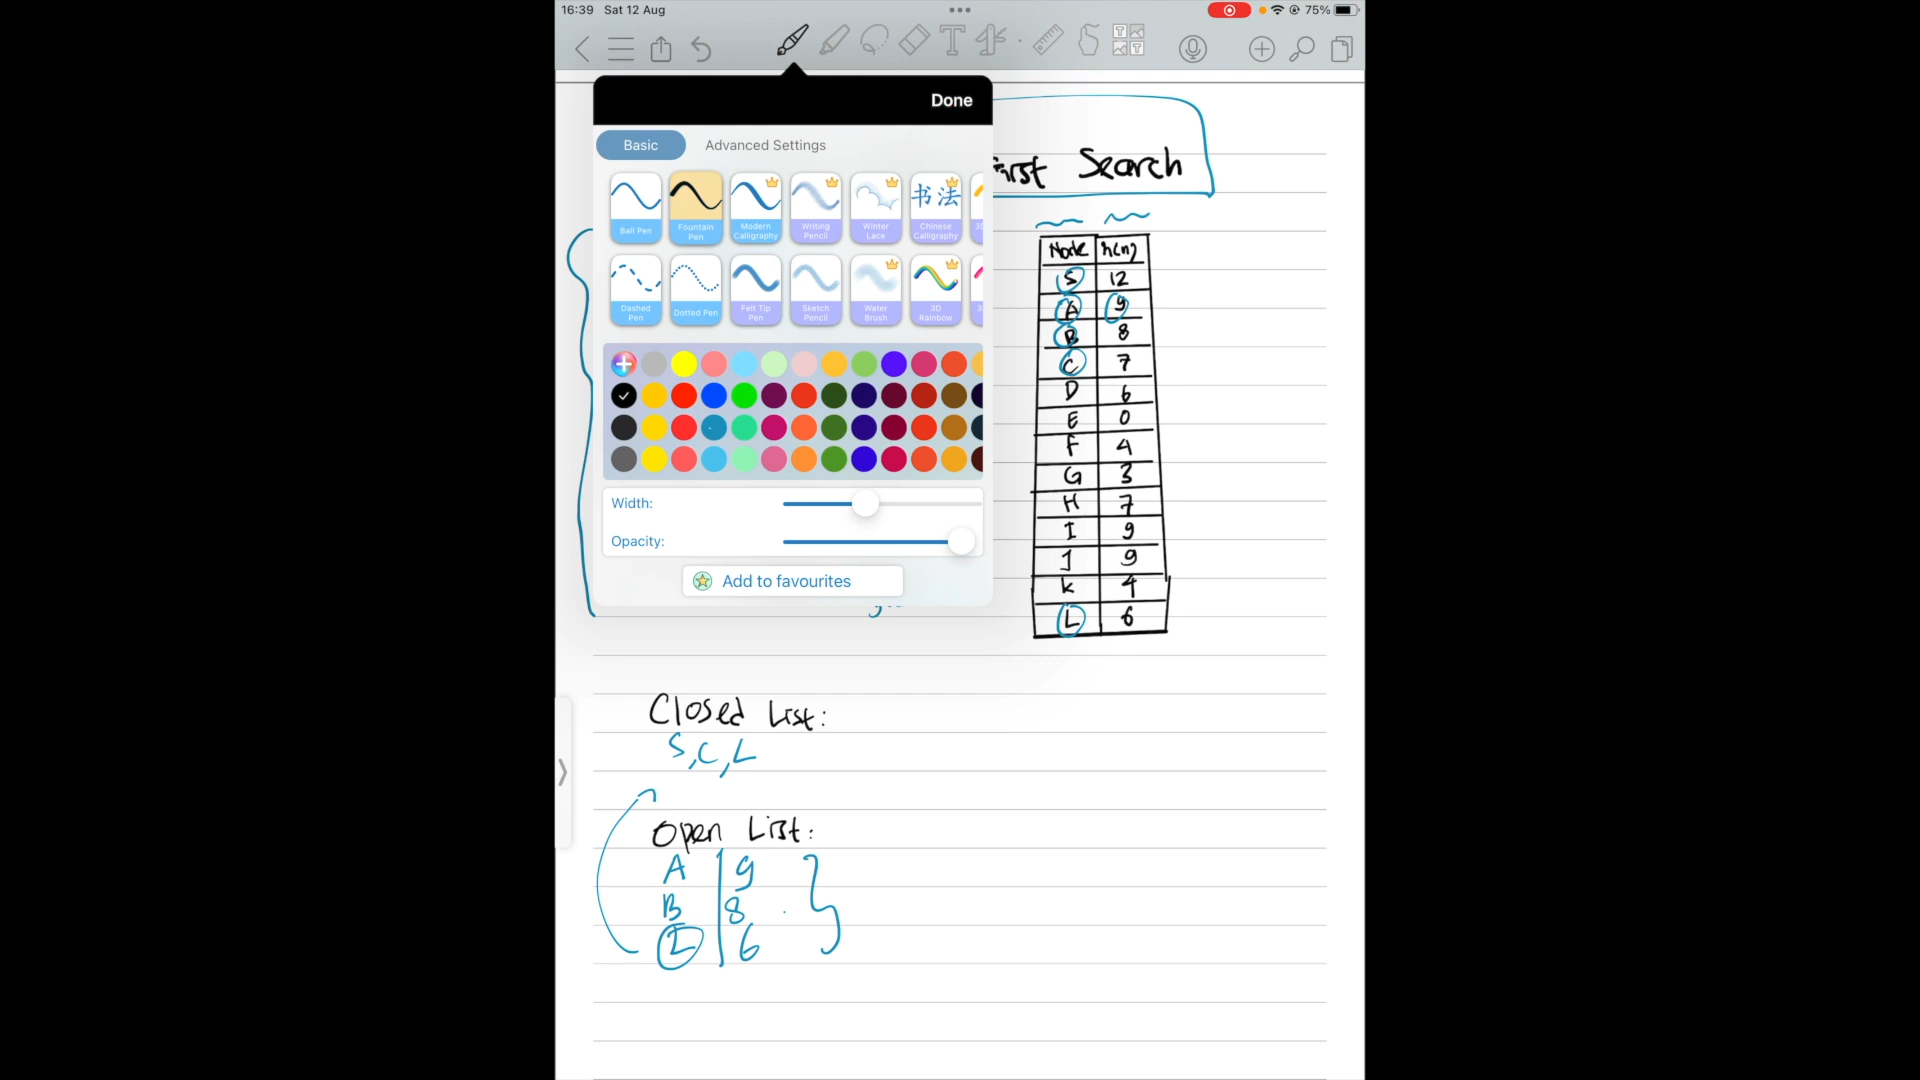 16:39 Sat 12 Aug
75%
Done
Basic Advanced Settings
Ball Pen
Fountain Pen
Modern Calligraphy
Writing Pencil
Winter Lace
书法
Chinese Calligraphy
Dashed Pen
Dotted Pen
Felt Tip Pen
Sketch Pencil
Water Brush
3D Rainbow
Width:
Opacity:
Add to favourites
First Search
Node h(n)
S 12
A 9
B 8
C 7
D 6
E 0
F 4
G 3
H 7
I 9
J 9
K 4
L 6
Closed List:
S, C, L
Open List:
A 9
B 8
L 6